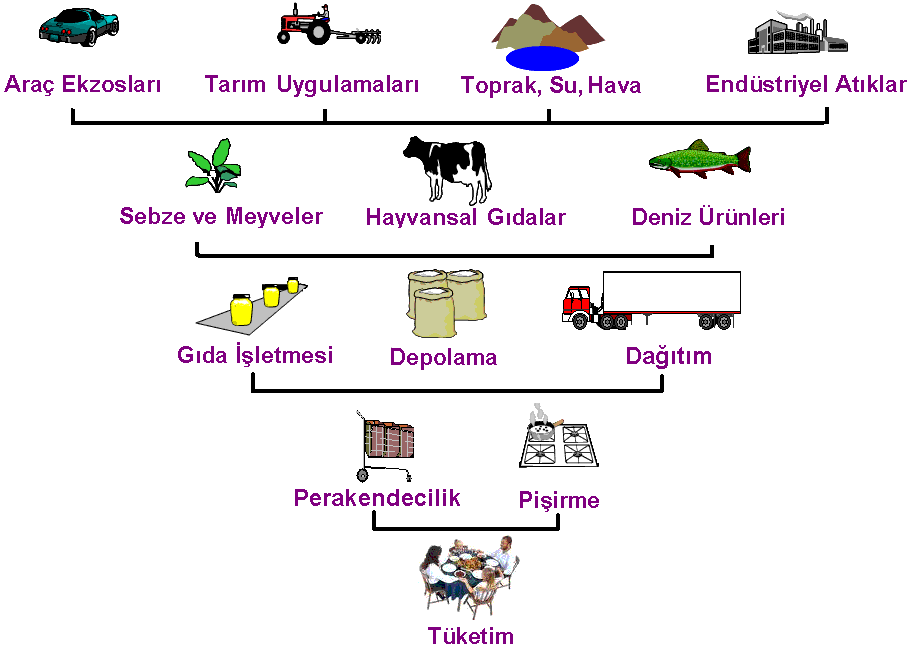 Araç Ekzosları
Tarım Uygulamaları
Toprak, Su, Hava
Endüstriyel Atıklar
Sebze ve Meyveler
Hayvansal Gıdalar
Deniz Ürünleri
Gıda İşletmesi
Depolama
Dağıtım
Perakendecilik
Pişirme
Tüketim